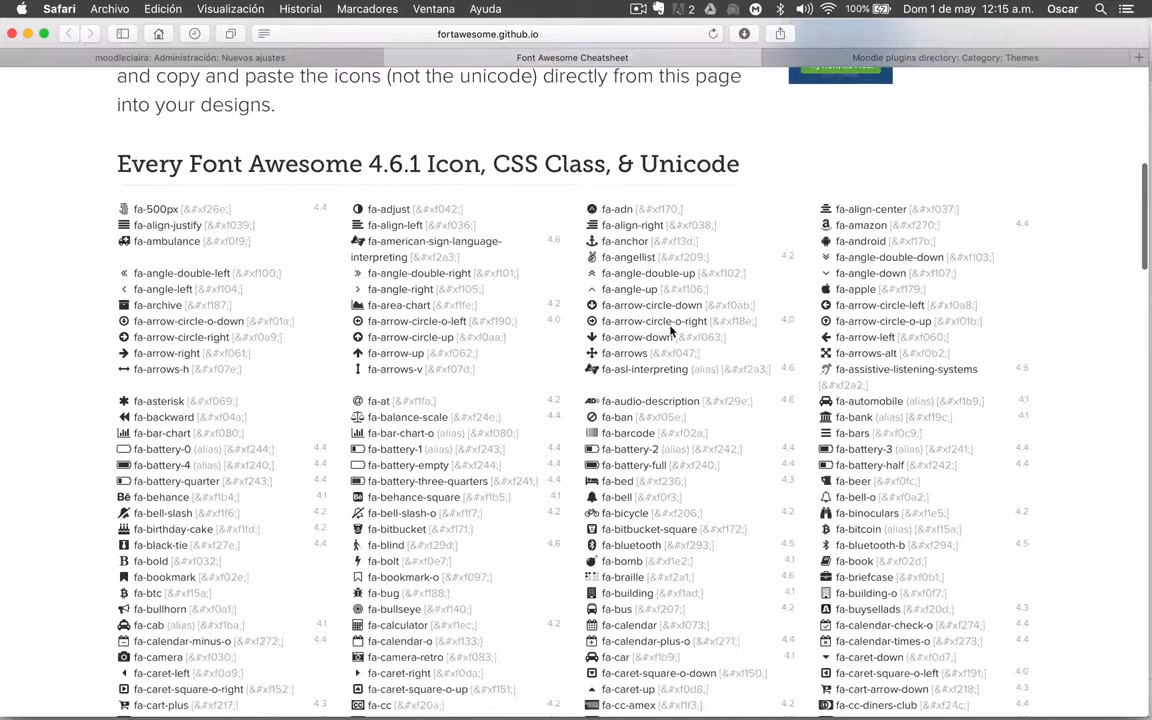 Safari Archivo Edición Visualización Historial Marcadores Ventana Ayuda 2 100% Dom 1 de may 12:15 a.m. Oscar
fortawesome.github.io
moodleclaira: Administración: Nuevos ajustes Font Awesome Cheatsheet Moodle plugins directory: Category: Themes
and copy and paste the icons (not the unicode) directly from this page
into your designs.
Every Font Awesome 4.6.1 Icon, CSS Class, & Unicode
fa-500px [&#xf26e;] 4.4 fa-adjust [&#xf042;] fa-adn [&#xf170;] fa-align-center [&#xf037;]
fa-align-justify [&#xf039;] fa-align-left [&#xf036;] fa-align-right [&#xf038;] fa-amazon [&#xf270;] 4.4
fa-ambulance [&#xf0f9;] fa-american-sign-language- 4.6 fa-anchor [&#xf13d;] fa-android [&#xf17b;]
interpreting [&#xf2a3;] fa-angellist [&#xf209;] 4.2 fa-angle-double-down [&#xf103;]
fa-angle-double-left [&#xf100;] fa-angle-double-right [&#xf101;] fa-angle-double-up [&#xf102;] fa-angle-down [&#xf107;]
fa-angle-left [&#xf104;] fa-angle-right [&#xf105;] fa-angle-up [&#xf106;] fa-apple [&#xf179;]
fa-archive [&#xf187;] fa-area-chart [&#xf1fe;] 4.2 fa-arrow-circle-down [&#xf0ab;] fa-arrow-circle-left [&#xf0a8;]
fa-arrow-circle-o-down [&#xf01a;] fa-arrow-circle-o-left [&#xf190;] 4.0 fa-arrow-circle-o-right [&#xf18e;] 4.0 fa-arrow-circle-o-up [&#xf01b;]
fa-arrow-circle-right [&#xf0a9;] fa-arrow-circle-up [&#xf0aa;] fa-arrow-down [&#xf063;] fa-arrow-left [&#xf060;]
fa-arrow-right [&#xf061;] fa-arrow-up [&#xf062;] fa-arrows [&#xf047;] fa-arrows-alt [&#xf0b2;]
fa-arrows-h [&#xf07e;] fa-arrows-v [&#xf07d;] fa-asl-interpreting (alias) [&#xf2a3;] 4.6 fa-assistive-listening-systems 4.6
[&#xf2a2;]
fa-asterisk [&#xf069;] fa-at [&#xf1fa;] 4.2 fa-audio-description [&#xf29e;] 4.6 fa-automobile (alias) [&#xf1b9;] 4.1
fa-backward [&#xf04a;] fa-balance-scale [&#xf24e;] 4.4 fa-ban [&#xf05e;] fa-bank (alias) [&#xf19c;] 4.1
fa-bar-chart [&#xf080;] fa-bar-chart-o (alias) [&#xf080;] fa-barcode [&#xf02a;] fa-bars [&#xf0c9;]
fa-battery-0 (alias) [&#xf244;] 4.4 fa-battery-1 (alias) [&#xf243;] 4.4 fa-battery-2 (alias) [&#xf242;] 4.4 fa-battery-3 (alias) [&#xf241;] 4.4
fa-battery-4 (alias) [&#xf240;] 4.4 fa-battery-empty [&#xf244;] 4.4 fa-battery-full [&#xf240;] 4.4 fa-battery-half [&#xf242;] 4.4
fa-battery-quarter [&#xf243;] 4.4 fa-battery-three-quarters [&#xf241;] 4.4 fa-bed [&#xf236;] 4.3 fa-beer [&#xf0fc;]
fa-behance [&#xf1b4;] 4.1 fa-behance-square [&#xf1b5;] 4.1 fa-bell [&#xf0f3;] fa-bell-o [&#xf0a2;]
fa-bell-slash [&#xf1f6;] 4.2 fa-bell-slash-o [&#xf1f7;] 4.2 fa-bicycle [&#xf206;] 4.2 fa-binoculars [&#xf1e5;] 4.2
fa-birthday-cake [&#xf1fd;] 4.2 fa-bitbucket [&#xf171;] fa-bitbucket-square [&#xf172;] fa-bitcoin (alias) [&#xf15a;]
fa-black-tie [&#xf27e;] 4.4 fa-blind [&#xf29d;] 4.6 fa-bluetooth [&#xf293;] 4.5 fa-bluetooth-b [&#xf294;] 4.5
fa-bold [&#xf032;] fa-bolt [&#xf0e7;] fa-bomb [&#xf1e2;] 4.1 fa-book [&#xf02d;]
fa-bookmark [&#xf02e;] fa-bookmark-o [&#xf097;] fa-braille [&#xf2a1;] 4.6 fa-briefcase [&#xf0b1;]
fa-btc [&#xf15a;] fa-bug [&#xf188;] fa-building [&#xf1ad;] 4.1 fa-building-o [&#xf0f7;]
fa-bullhorn [&#xf0a1;] fa-bullseye [&#xf140;] fa-bus [&#xf207;] 4.2 fa-buysellads [&#xf20d;] 4.3
fa-cab (alias) [&#xf1ba;] 4.1 fa-calculator [&#xf1ec;] 4.2 fa-calendar [&#xf073;] fa-calendar-check-o [&#xf274;] 4.4
fa-calendar-minus-o [&#xf272;] 4.4 fa-calendar-o [&#xf133;] fa-calendar-plus-o [&#xf271;] 4.4 fa-calendar-times-o [&#xf273;] 4.4
fa-camera [&#xf030;] fa-camera-retro [&#xf083;] fa-car [&#xf1b9;] 4.1 fa-caret-down [&#xf0d7;]
fa-caret-left [&#xf0d9;] fa-caret-right [&#xf0da;] fa-caret-square-o-down [&#xf150;] fa-caret-square-o-left [&#xf191;] 4.0
fa-caret-square-o-right [&#xf152;] fa-caret-square-o-up [&#xf151;] fa-caret-up [&#xf0d8;] fa-cart-arrow-down [&#xf218;] 4.3
fa-cart-plus [&#xf217;] 4.3 fa-cc [&#xf20a;] 4.2 fa-cc-amex [&#xf1f3;] 4.2 fa-cc-diners-club [&#xf24c;] 4.4